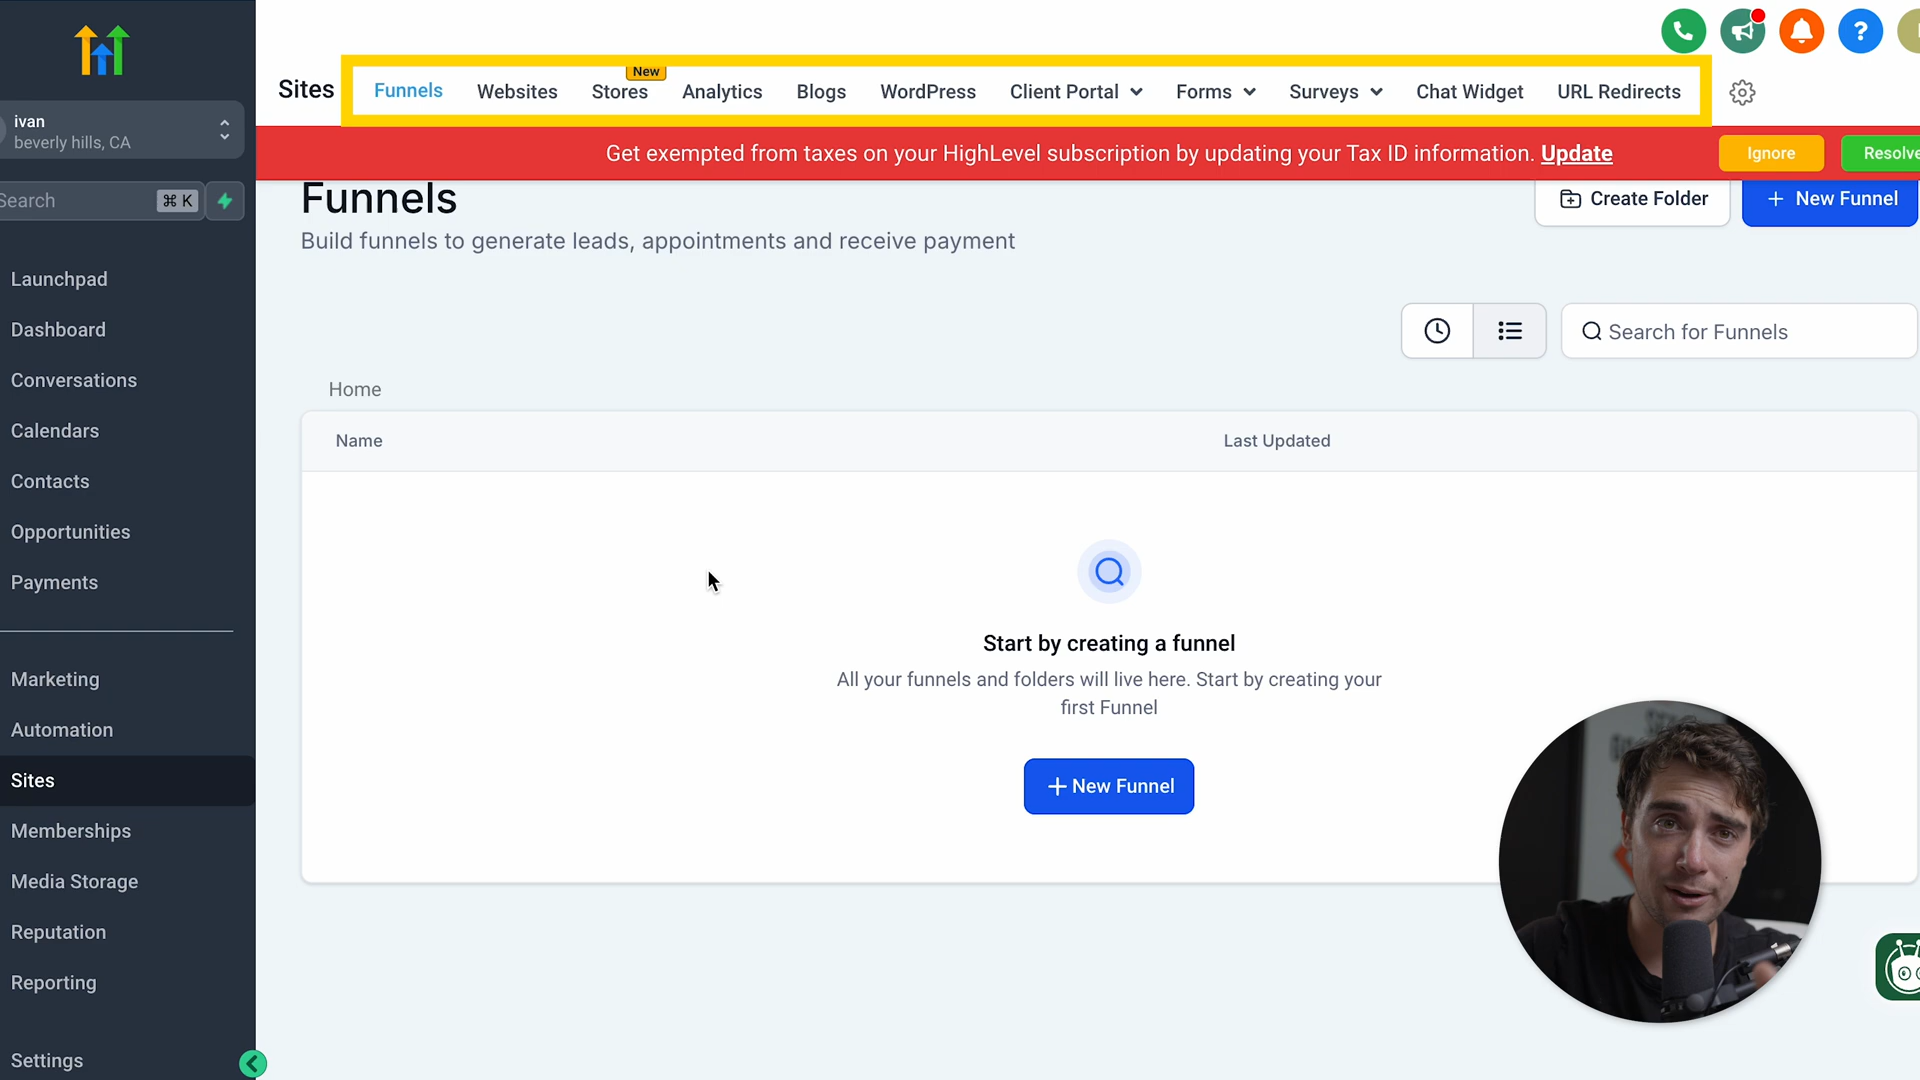 ivan
beverly hills, CA
Search
⌘ K
Launchpad
Dashboard
Conversations
Calendars
Contacts
Opportunities
Payments
Marketing
Automation
Sites
Memberships
Media Storage
Reputation
Reporting
Settings
Sites
Funnels
Websites
New
Stores
Analytics
Blogs
WordPress
Client Portal
Forms
Surveys
Chat Widget
URL Redirects
?
Get exempted from taxes on your HighLevel subscription by updating your Tax ID information. Update
Ignore
Resolve
Funnels
Build funnels to generate leads, appointments and receive payment
Create Folder
+ New Funnel
Search for Funnels
Home
Name
Last Updated
Start by creating a funnel
All your funnels and folders will live here. Start by creating your
first Funnel
+ New Funnel